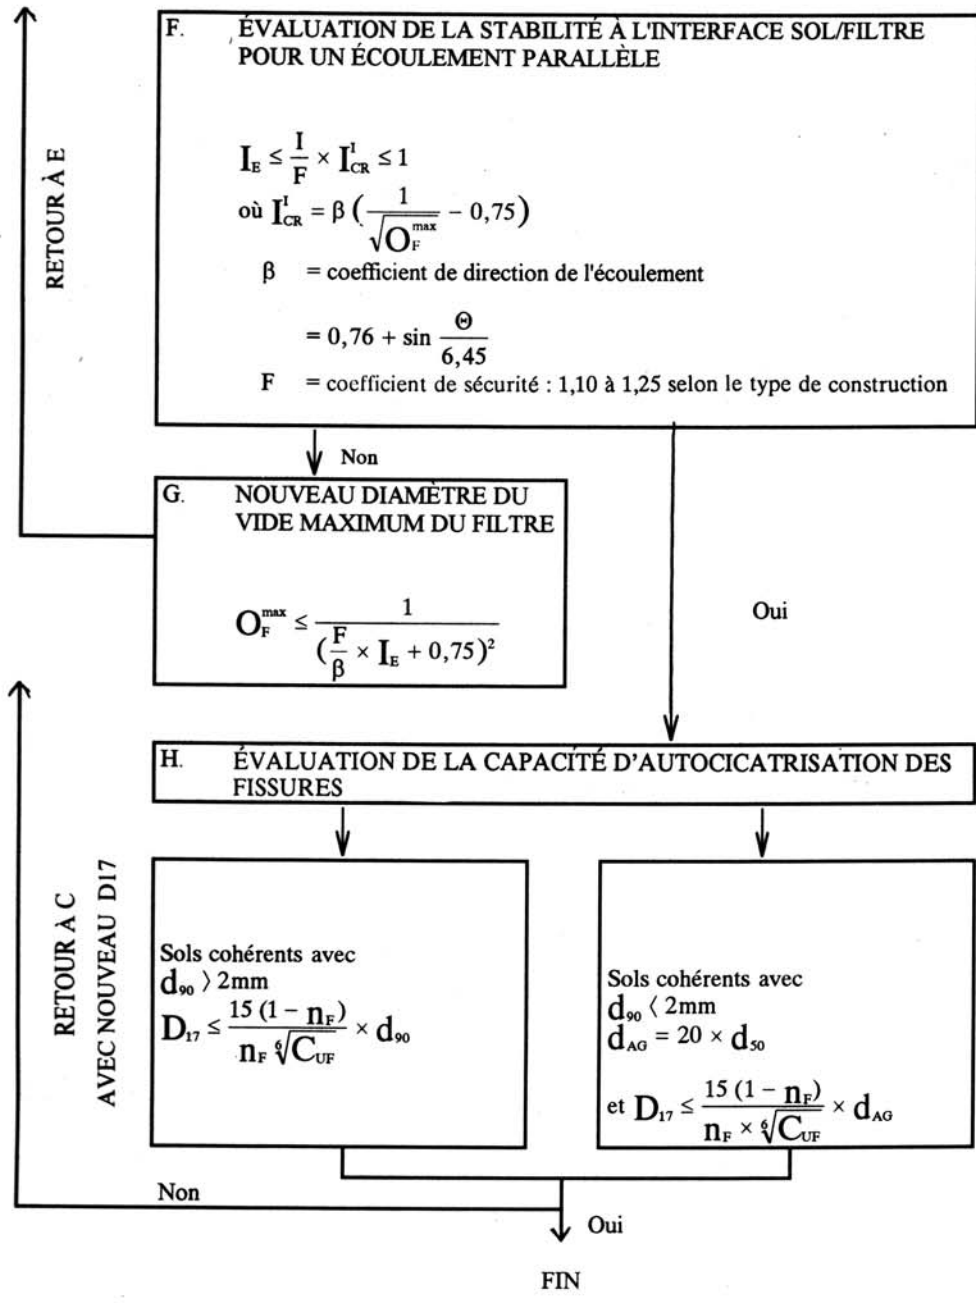 F. ÉVALUATION DE LA STABILITÉ À L'INTERFACE SOL/FILTRE
POUR UN ÉCOULEMENT PARALLÈLE
I_E ≤ I/F × I^I_CR ≤ 1
où I^I_CR = β (1/√(O_F^max) − 0,75)
β = coefficient de direction de l'écoulement
= 0,76 + sin Θ/6,45
F = coefficient de sécurité : 1,10 à 1,25 selon le type de construction
RETOUR À E
Non
G. NOUVEAU DIAMÈTRE DU
VIDE MAXIMUM DU FILTRE
O_F^max ≤ 1/(F/β × I_E + 0,75)²
Oui
H. ÉVALUATION DE LA CAPACITÉ D'AUTOCICATRISATION DES
FISSURES
RETOUR À C
AVEC NOUVEAU D17
Sols cohérents avec
d₉₀ 〉 2mm
D₁₇ ≤ 15 (1 − n_F)/(n_F ⁶√C_UF) × d₉₀
Sols cohérents avec
d₉₀ 〈 2mm
d_AG = 20 × d₅₀
et D₁₇ ≤ 15 (1 − n_F)/(n_F × ⁶√C_UF) × d_AG
Non
Oui
FIN